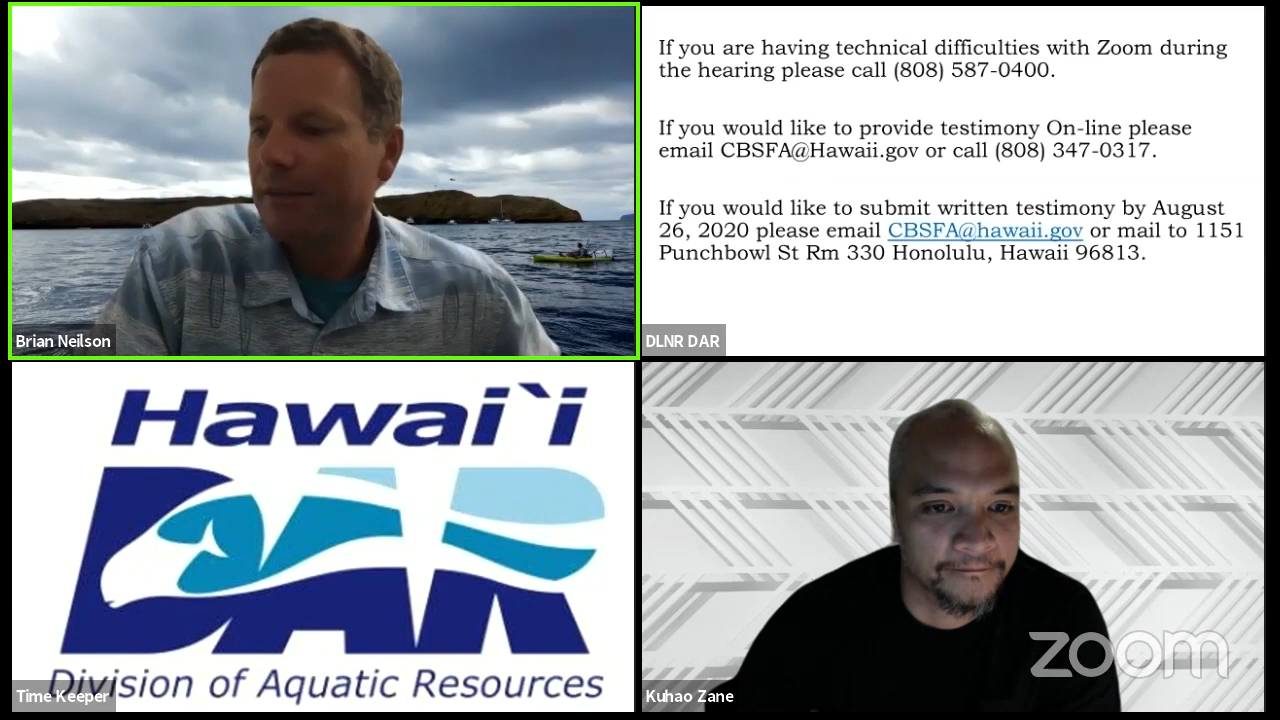 If you are having technical difficulties with Zoom during
the hearing please call (808) 587-0400.
If you would like to provide testimony On-line please
email CBSFA@Hawaii.gov or call (808) 347-0317.
If you would like to submit written testimony by August
26, 2020 please email CBSFA@hawaii.gov or mail to 1151
Punchbowl St Rm 330 Honolulu, Hawaii 96813.
Brian Neilson
DLNR DAR
Hawai`i
DAR
Division of Aquatic Resources
Time Keeper
zoom
Kuhao Zane